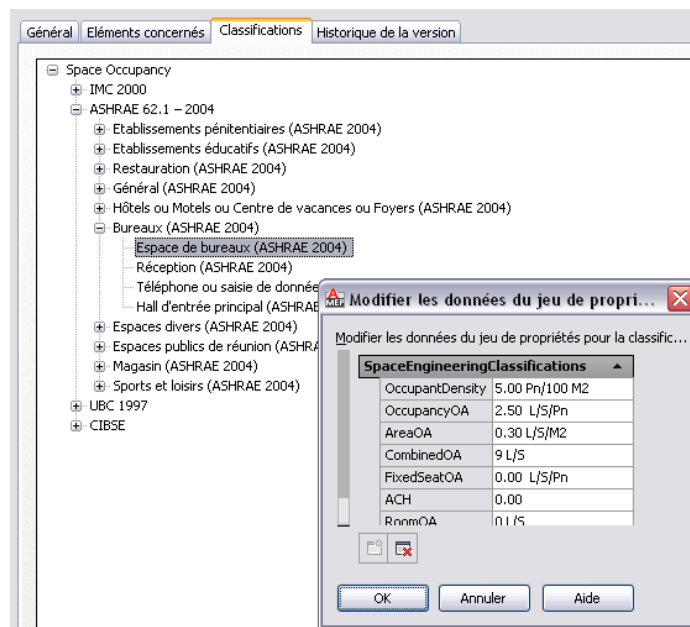 Général Eléments concernés Classifications Historique de la version
Space Occupancy
IMC 2000
ASHRAE 62.1 – 2004
Etablissements pénitentiaires (ASHRAE 2004)
Etablissements éducatifs (ASHRAE 2004)
Restauration (ASHRAE 2004)
Général (ASHRAE 2004)
Hôtels ou Motels ou Centre de vacances ou Foyers (ASHRAE 2004)
Bureaux (ASHRAE 2004)
Espace de bureaux (ASHRAE 2004)
Réception (ASHRAE 2004)
Téléphone ou saisie de donnée
Hall d'entrée principal (ASHRAE
Espaces divers (ASHRAE 2004)
Espaces publics de réunion (ASHRA
Magasin (ASHRAE 2004)
Sports et loisirs (ASHRAE 2004)
UBC 1997
CIBSE
MEP
Modifier les données du jeu de propri...
Modifier les données du jeu de propriétés pour la classific...
SpaceEngineeringClassifications
OccupantDensity 5.00 Pn/100 M2
OccupancyOA 2.50 L/S/Pn
AreaOA 0.30 L/S/M2
CombinedOA 9 L/S
FixedSeatOA 0.00 L/S/Pn
ACH 0.00
RoomOA 0 L/S
OK Annuler Aide